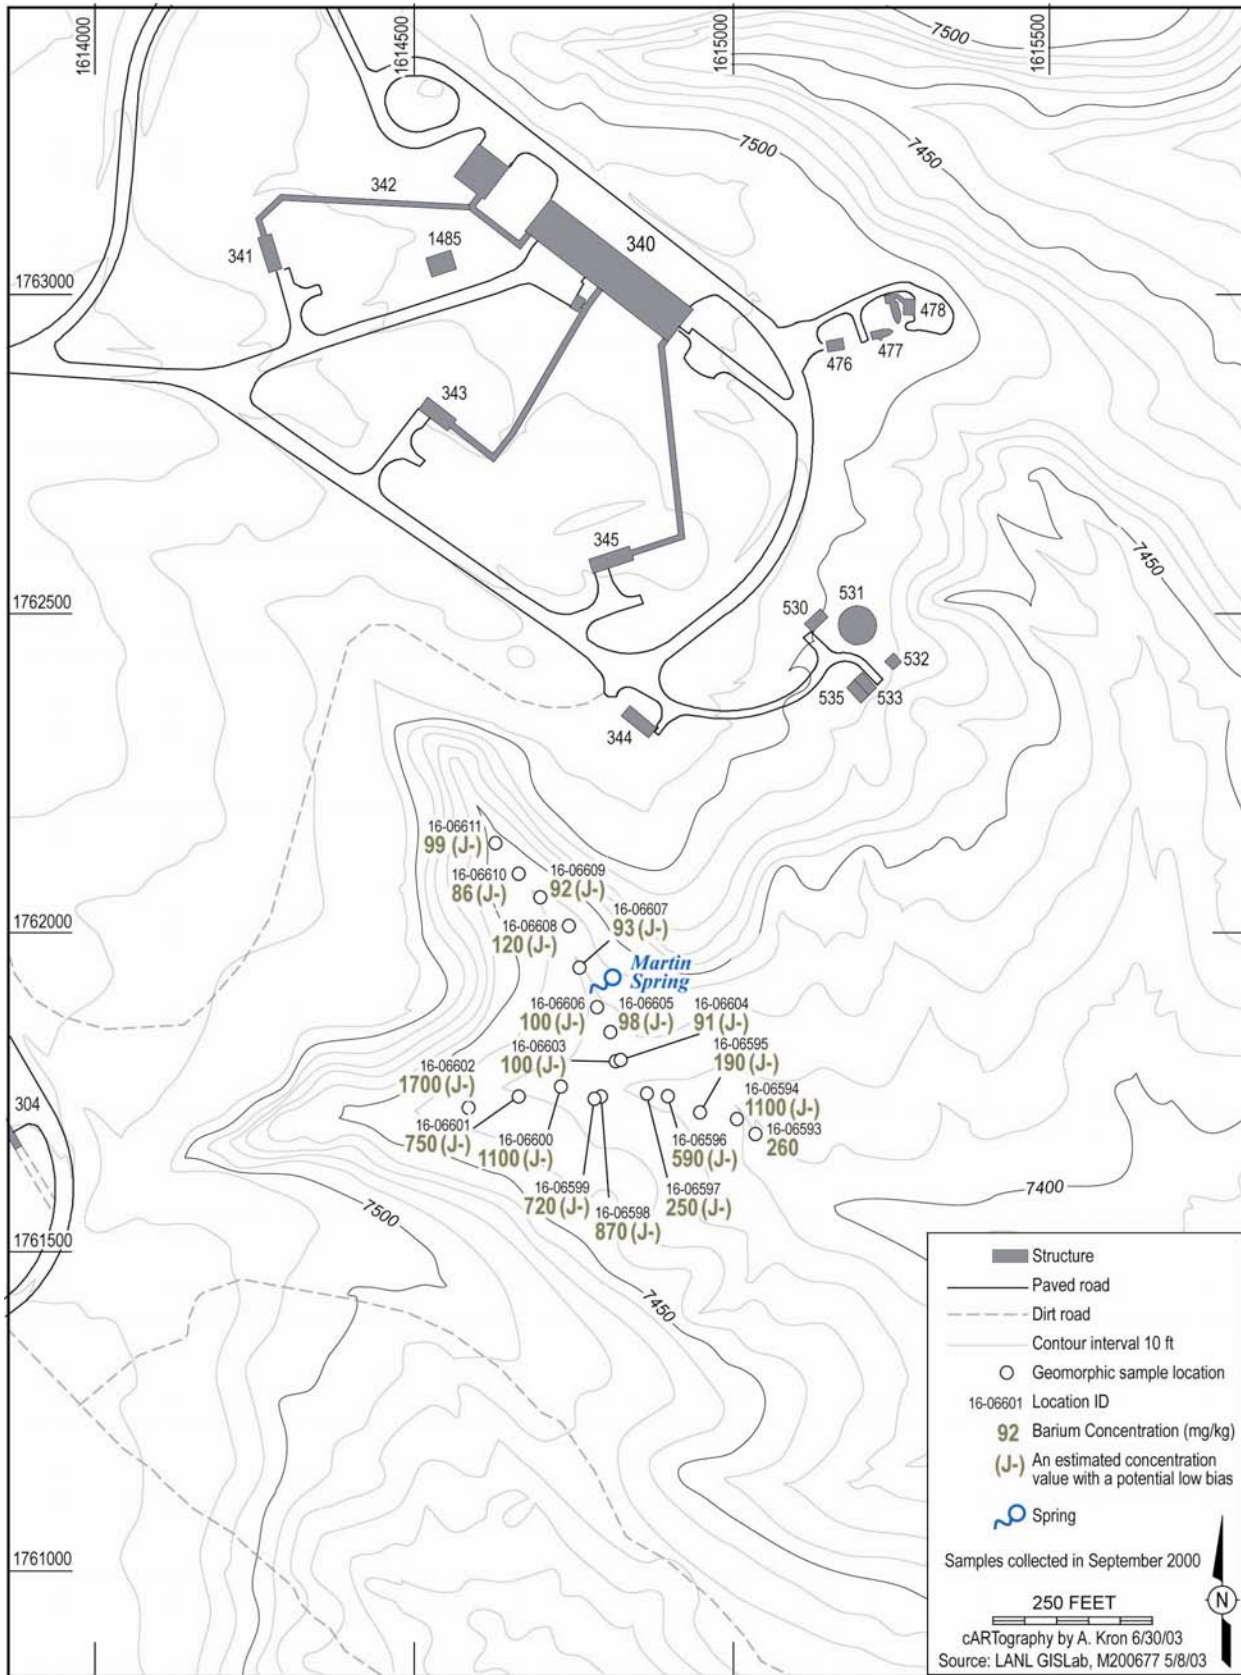 1614000
1614500
1615000
1615500
7500
7450
7500
342
340
341
1485
1763000
478
476
477
343
345
7450
1762500
530
531
532
535
533
344
16-06611
99 (J-)
16-06610
86 (J-)
16-06609
92 (J-)
16-06607
93 (J-)
16-06608
120 (J-)
1762000
Martin
Spring
16-06606
100 (J-)
16-06605
98 (J-)
16-06604
91 (J-)
16-06603
100 (J-)
16-06595
190 (J-)
16-06602
1700 (J-)
16-06594
1100 (J-)
304
16-06601
750 (J-)
16-06600
1100 (J-)
16-06596
590 (J-)
16-06593
260
16-06599
720 (J-)
16-06598
870 (J-)
16-06597
250 (J-)
7400
7500
1761500
7450
Structure
Paved road
Dirt road
Contour interval 10 ft
Geomorphic sample location
16-06601 Location ID
92 Barium Concentration (mg/kg)
(J-) An estimated concentration
value with a potential low bias
Spring
1761000
Samples collected in September 2000
250 FEET
N
cARTography by A. Kron 6/30/03
Source: LANL GISLab, M200677 5/8/03